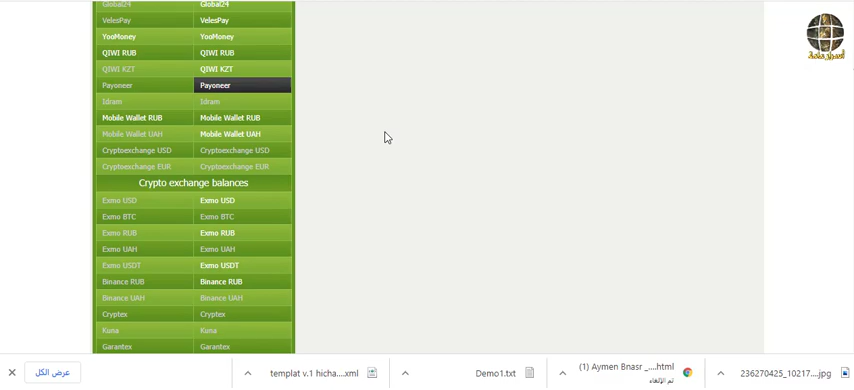 Global24 Global24
VelesPay VelesPay
YooMoney YooMoney
QIWI RUB QIWI RUB
QIWI KZT QIWI KZT
Payoneer Payoneer
Idram Idram
Mobile Wallet RUB Mobile Wallet RUB
Mobile Wallet UAH Mobile Wallet UAH
Cryptoexchange USD Cryptoexchange USD
Cryptoexchange EUR Cryptoexchange EUR
Crypto exchange balances
Exmo USD Exmo USD
Exmo BTC Exmo BTC
Exmo RUB Exmo RUB
Exmo UAH Exmo UAH
Exmo USDT Exmo USDT
Binance RUB Binance RUB
Binance UAH Binance UAH
Cryptex Cryptex
Kuna Kuna
Garantex Garantex
عرض الكل
templat v.1 hicha....xml
Demo1.txt
(1) Aymen Bnasr _....html
تم الإلغاء
236270425_10217....jpg